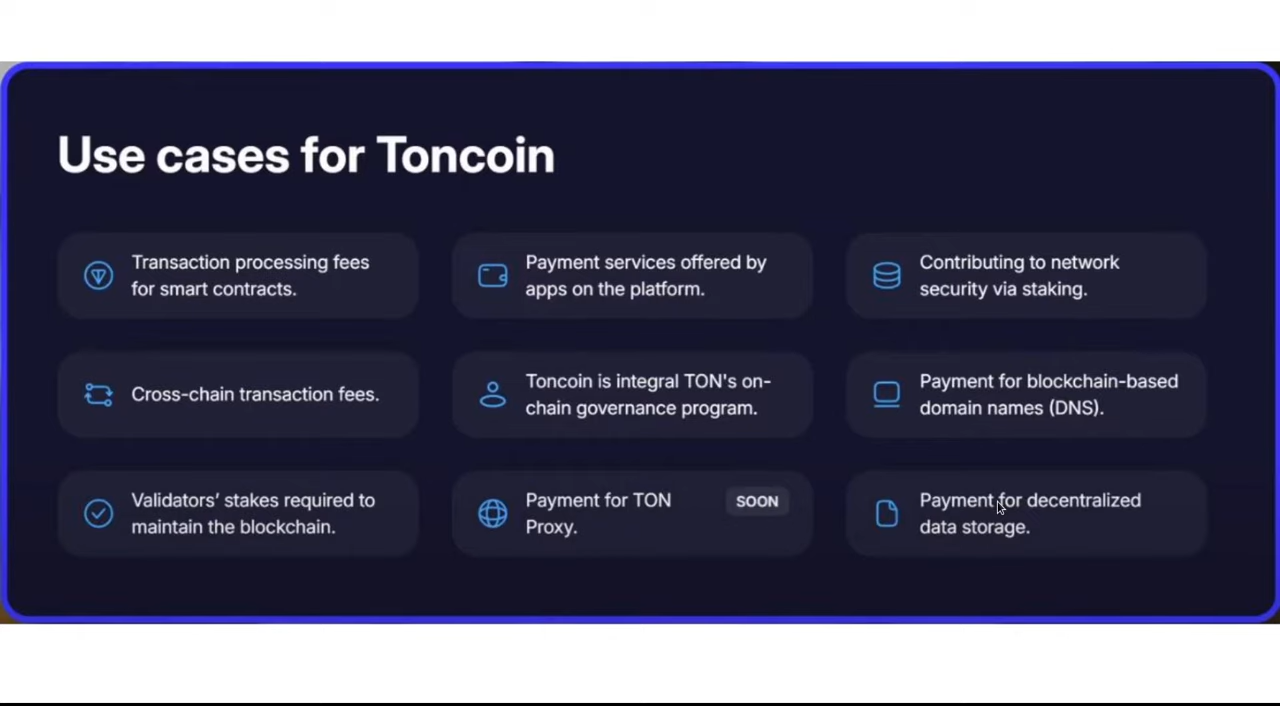 Use cases for Toncoin
Transaction processing fees
for smart contracts.
Payment services offered by
apps on the platform.
Contributing to network
security via staking.
Cross-chain transaction fees.
Toncoin is integral TON's on-
chain governance program.
Payment for blockchain-based
domain names (DNS).
Validators’ stakes required to
maintain the blockchain.
Payment for TON
Proxy.
SOON
Payment for decentralized
data storage.